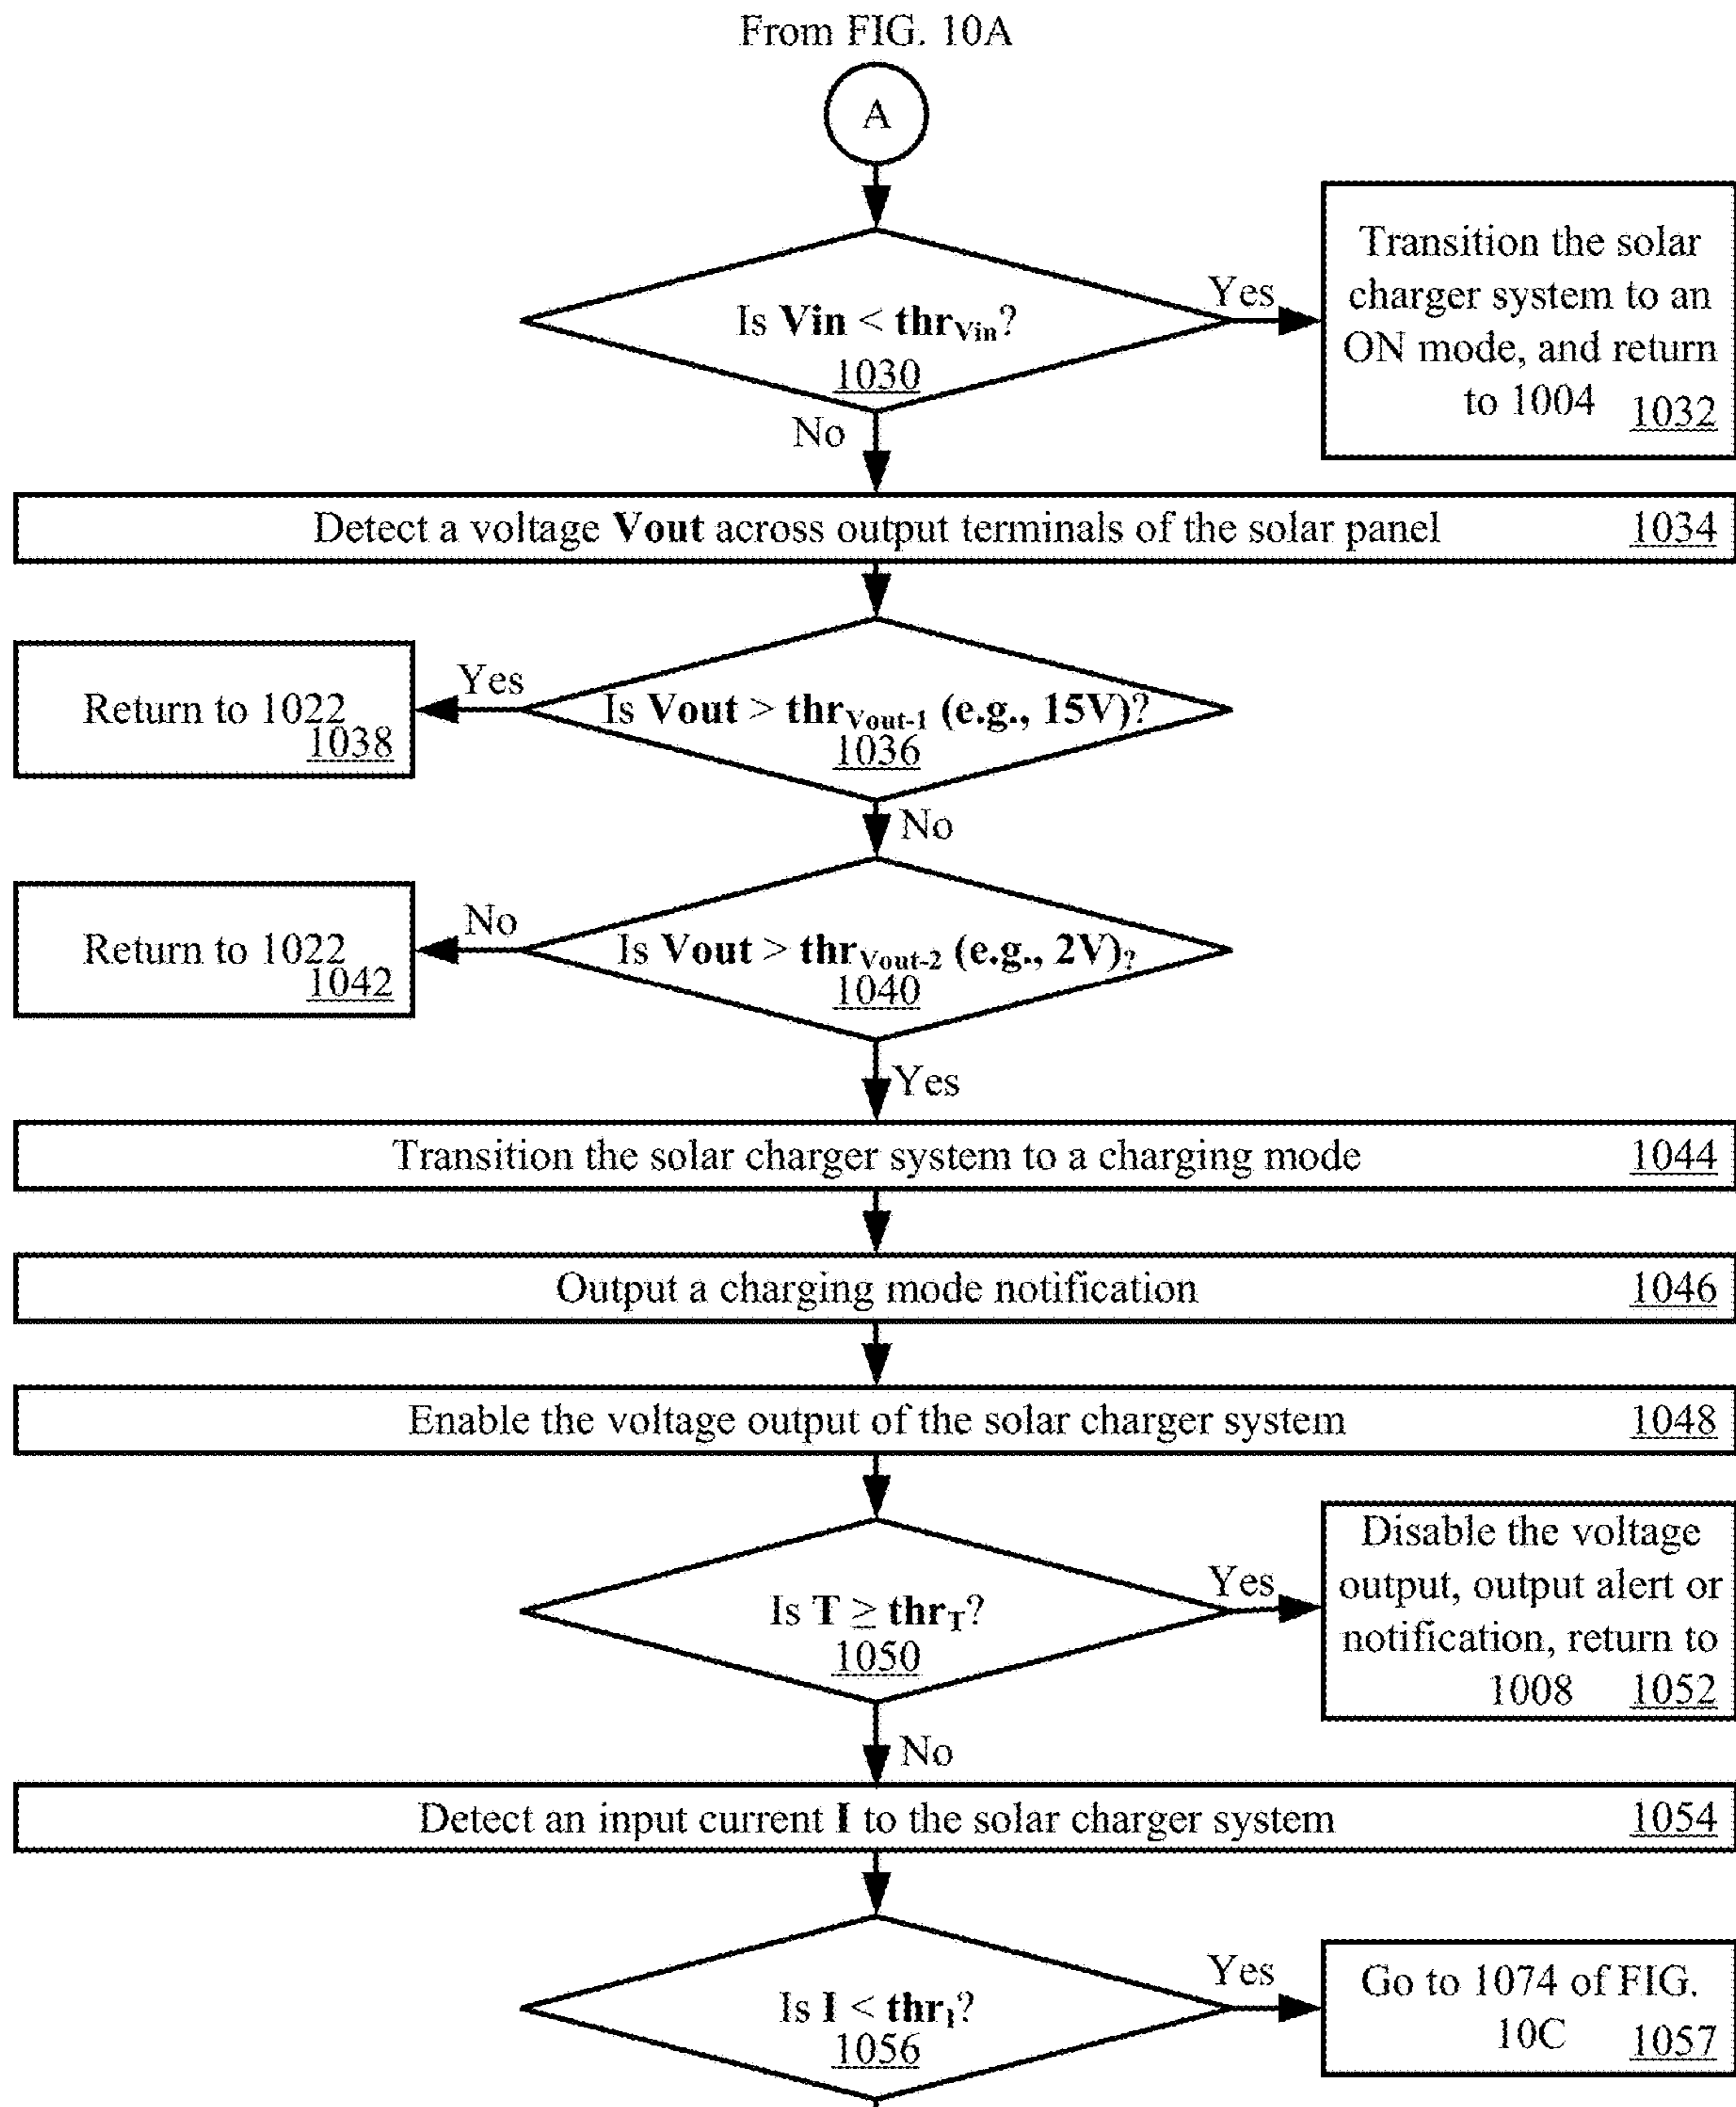 From FIG. 10A
A
Is Vin < thrVin?
1030
Yes
Transition the solar
charger system to an
ON mode, and return
to 1004 1032
No
Detect a voltage Vout across output terminals of the solar panel 1034
Is Vout > thrVout-1 (e.g., 15V)?
1036
Yes
Return to 1022
1038
No
Is Vout > thrVout-2 (e.g., 2V)?
1040
No
Return to 1022
1042
Yes
Transition the solar charger system to a charging mode 1044
Output a charging mode notification 1046
Enable the voltage output of the solar charger system 1048
Is T ≥ thrT?
1050
Yes
Disable the voltage
output, output alert or
notification, return to
1008 1052
No
Detect an input current I to the solar charger system 1054
Is I < thrI?
1056
Yes
Go to 1074 of FIG.
10C 1057